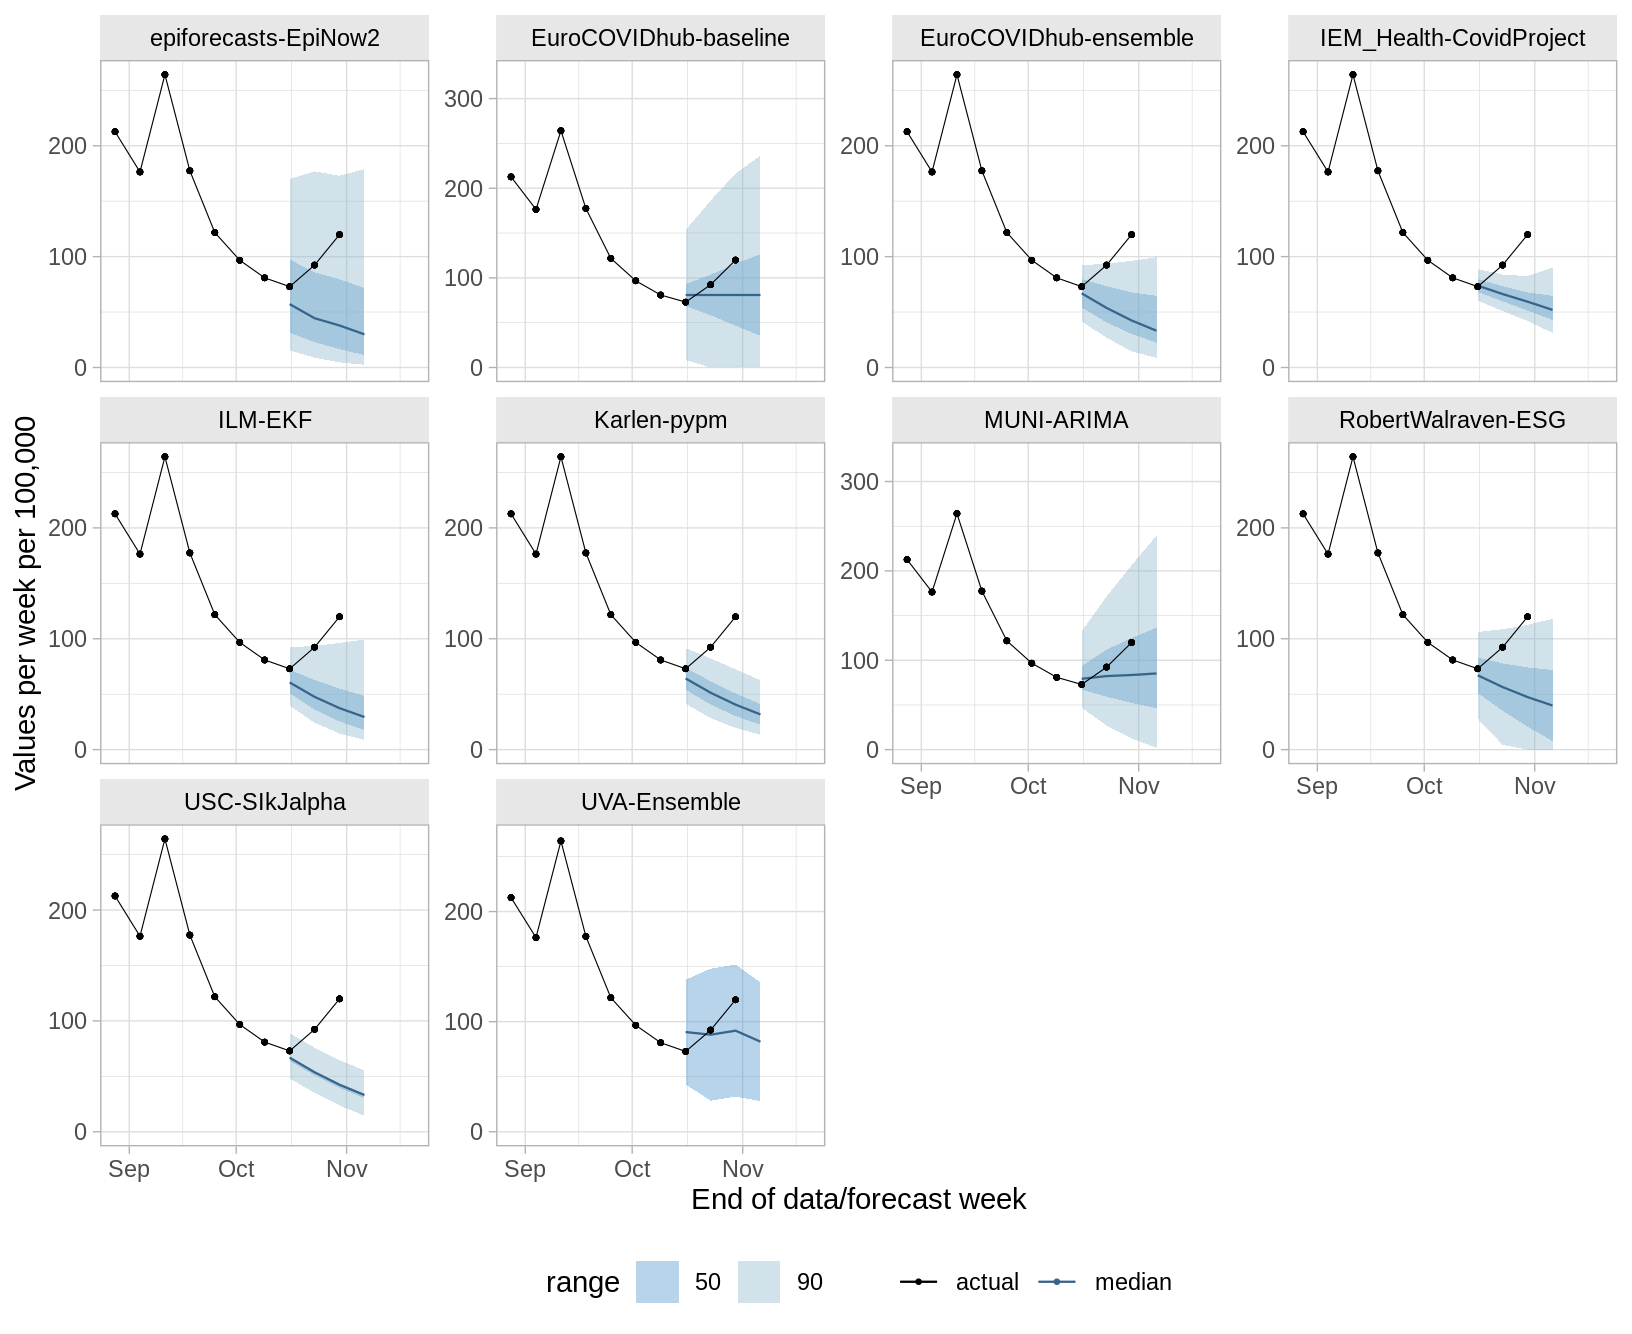 epiforecasts-EpiNow2
EuroCOVIDhub-baseline
EuroCOVIDhub-ensemble
IEM_Health-CovidProject
200
100
0
300
200
100
0
200
100
0
200
100
0
ILM-EKF
Karlen-pypm
MUNI-ARIMA
RobertWalraven-ESG
200
100
0
200
100
0
300
200
100
0
200
100
0
Sep Oct Nov
Sep Oct Nov
USC-SIkJalpha
UVA-Ensemble
200
100
0
200
100
0
Sep Oct Nov
Sep Oct Nov
Values per week per 100,000
End of data/forecast week
range 50 90 actual median